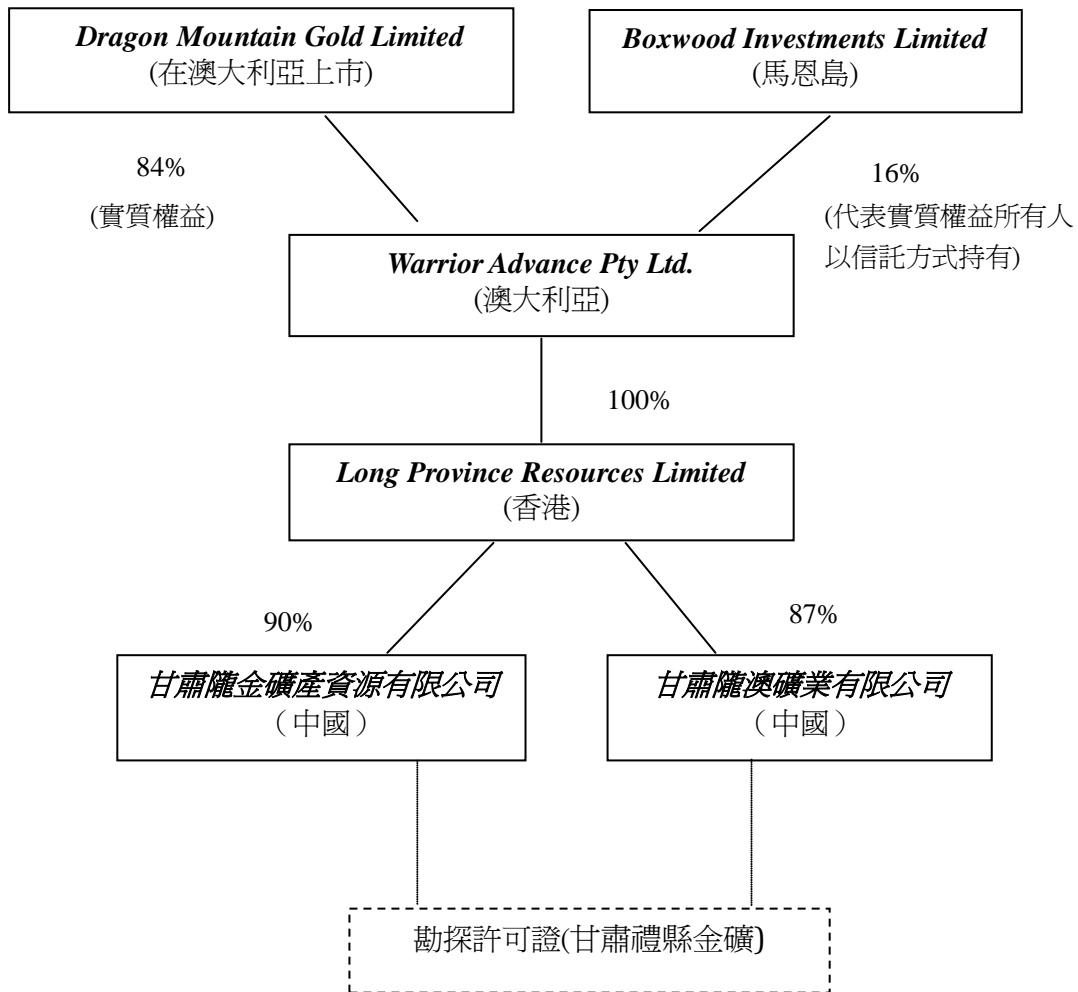 Dragon Mountain Gold Limited
(在澳大利亞上市)
Boxwood Investments Limited
(馬恩島)
84%
(實質權益)
16%
(代表實質權益所有人
以信託方式持有)
Warrior Advance Pty Ltd.
(澳大利亞)
100%
Long Province Resources Limited
(香港)
90%
87%
甘肅隴金礦產資源有限公司
（中國）
甘肅隴澳礦業有限公司
（中國）
勘探許可證(甘肅禮縣金礦)